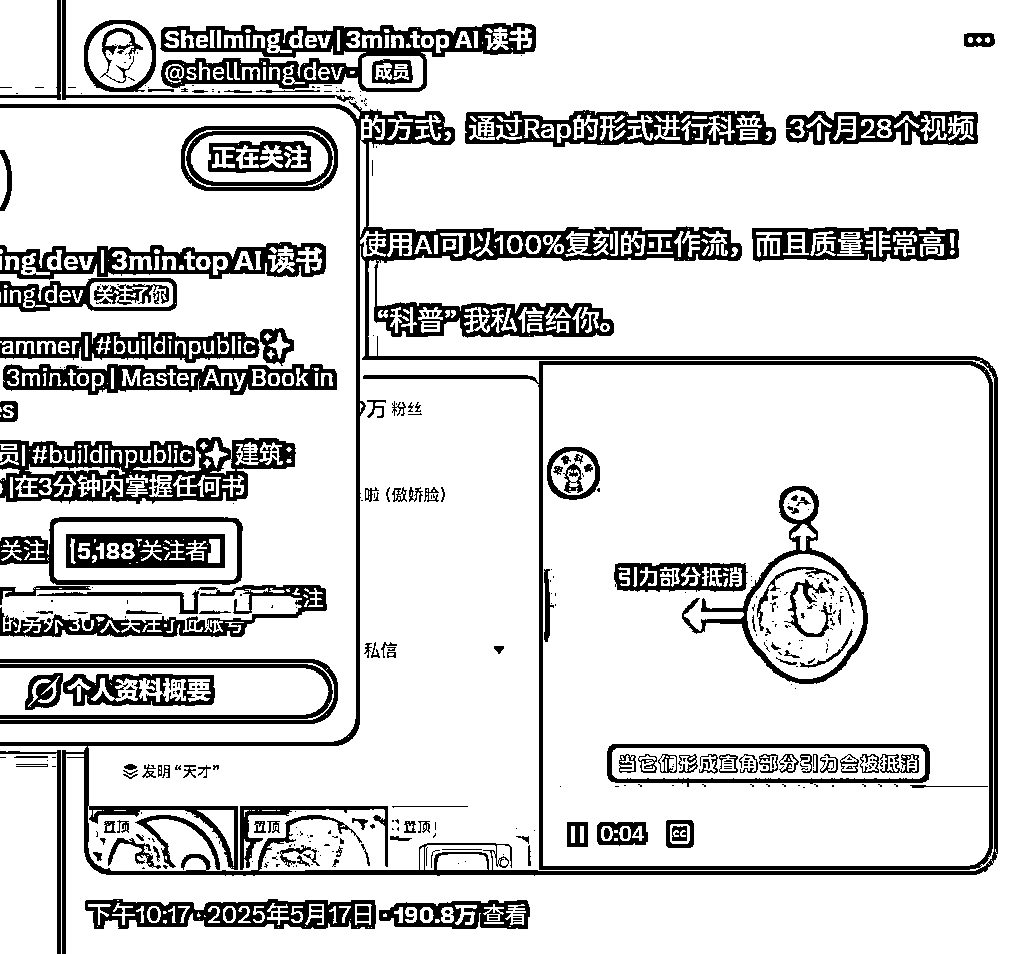 Shellming_dev | 3min.top AI 读书
@shellming_dev · 成员
的方式，通过Rap的形式进行科普，3个月28个视频
使用AI可以100%复刻的工作流，而且质量非常高！
“科普”我私信给你。
正在关注
ing_dev | 3min.top AI 读书
ing_dev 关注了你
rammer| #buildinpublic ✨
3min.top | Master Any Book in
es
员| #buildinpublic ✨ 建筑：
|在3分钟内掌握任何书
关注 5,188 关注者
关注
的另外 30 人关注了此账号
个人资料概要
万 粉丝
啦 (傲娇脸)
私信
发明 “天才”
置顶
置顶
置顶
引力部分抵消
当它们形成直角部分引力会被抵消
0:04
CC
下午10:17 · 2025年5月17日 · 190.8万 查看